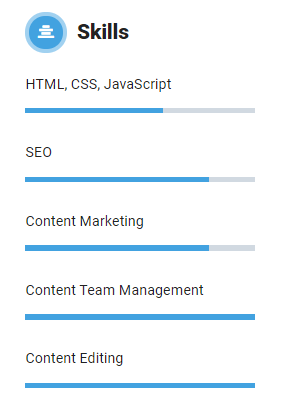 Skills
HTML, CSS, JavaScript
SEO
Content Marketing
Content Team Management
Content Editing